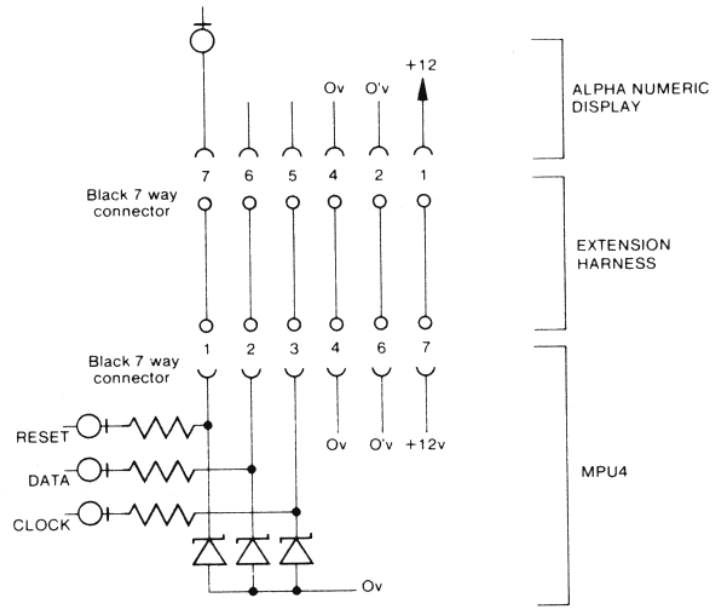 +12
Ov O'v
ALPHA NUMERIC
DISPLAY
7 6 5 4 2 1
Black 7 way
connector
EXTENSION
HARNESS
1 2 3 4 6 7
Black 7 way
connector
RESET
Ov O'v +12v
DATA
MPU4
CLOCK
Ov